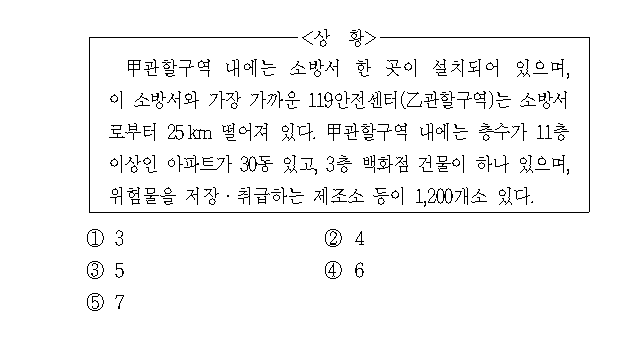 <상 황>
甲관할구역 내에는 소방서 한 곳이 설치되어 있으며,
이 소방서와 가장 가까운 119안전센터(乙관할구역)는 소방서
로부터 25km 떨어져 있다. 甲관할구역 내에는 층수가 11층
이상인 아파트가 30동 있고, 3층 백화점 건물이 하나 있으며,
위험물을 저장·취급하는 제조소 등이 1,200개소 있다.
① 3 ② 4
③ 5 ④ 6
⑤ 7